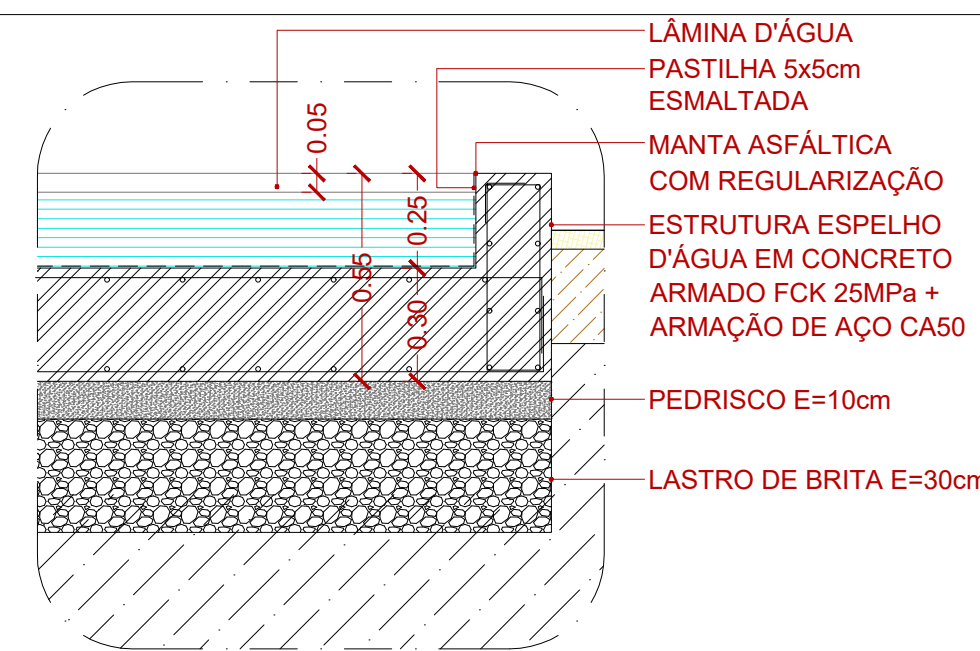 LÂMINA D'ÁGUA
PASTILHA 5x5cm
ESMALTADA
MANTA ASFÁLTICA
COM REGULARIZAÇÃO
ESTRUTURA ESPELHO
D'ÁGUA EM CONCRETO
ARMADO FCK 25MPa +
ARMAÇÃO DE AÇO CA50
PEDRISCO E=10cm
LASTRO DE BRITA E=30cm
0.05
0.25
0.55
0.30